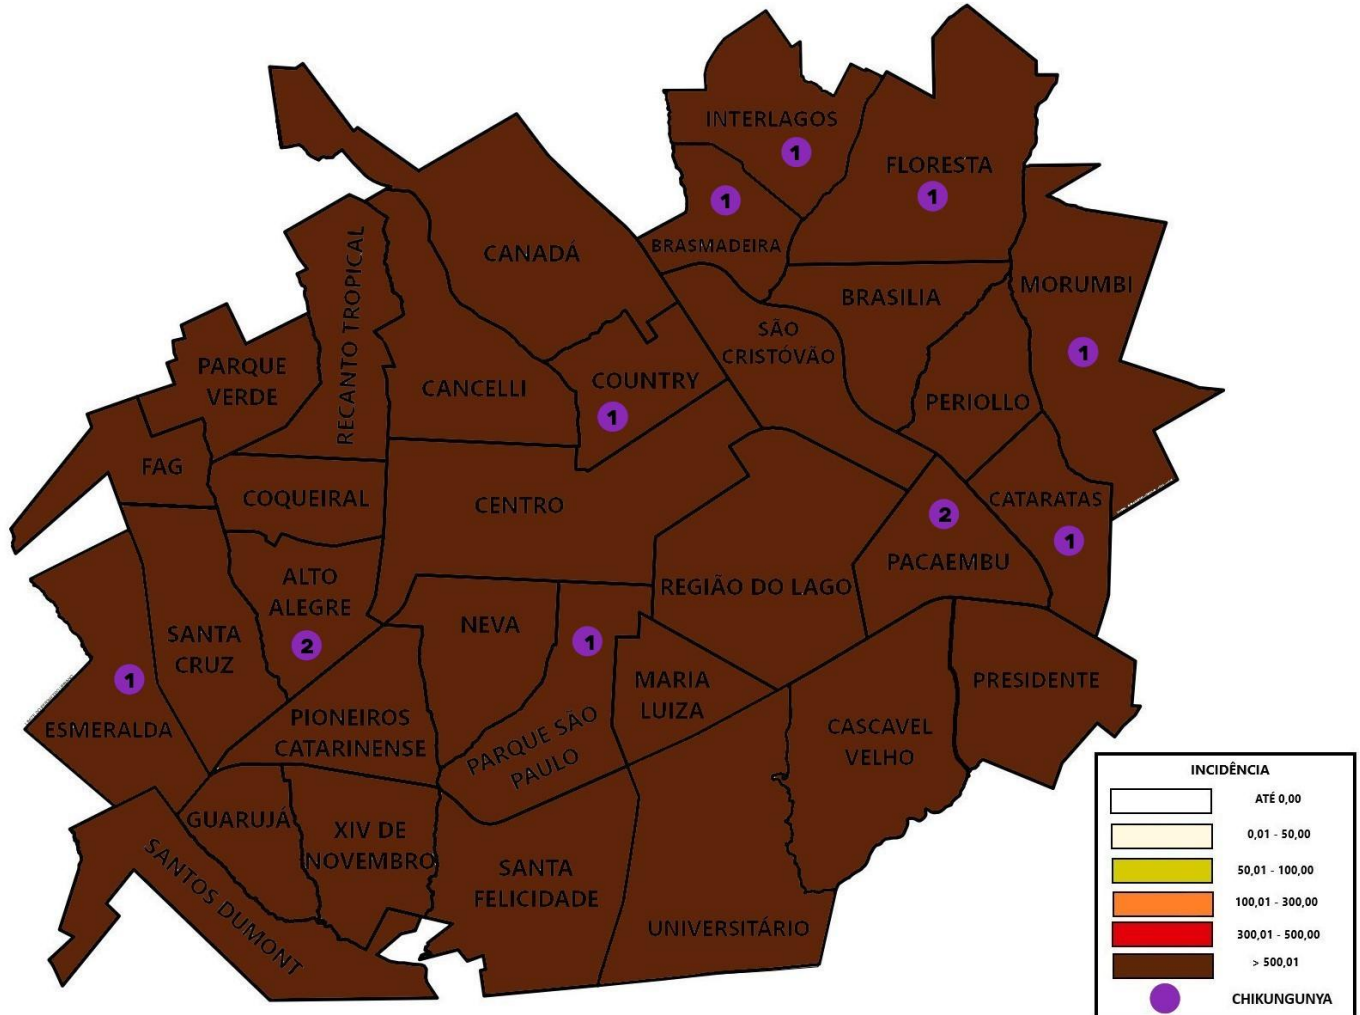 INTERLAGOS
1
FLORESTA
1
1
BRASMADEIRA
CANADÁ
MORUMBI
1
BRASILIA
SÃO
CRISTÓVÃO
RECANTO TROPICAL
PARQUE
VERDE
CANCELLI
COUNTRY
1
PERIOLLO
FAG
COQUEIRAL
CENTRO
CATARATAS
1
2
PACAEMBU
ALTO
ALEGRE
2
REGIÃO DO LAGO
NEVA
1
SANTA
CRUZ
1
ESMERALDA
MARIA
LUIZA
PRESIDENTE
PIONEIROS
CATARINENSE
PARQUE SÃO
PAULO
CASCAVEL
VELHO
GUARUJÁ
XIV DE
NOVEMBRO
SANTA
FELICIDADE
SANTOS DUMONT
UNIVERSITÁRIO
INCIDÊNCIA
ATÉ 0,00
0,01 - 50,00
50,01 - 100,00
100,01 - 300,00
300,01 - 500,00
> 500,01
CHIKUNGUNYA